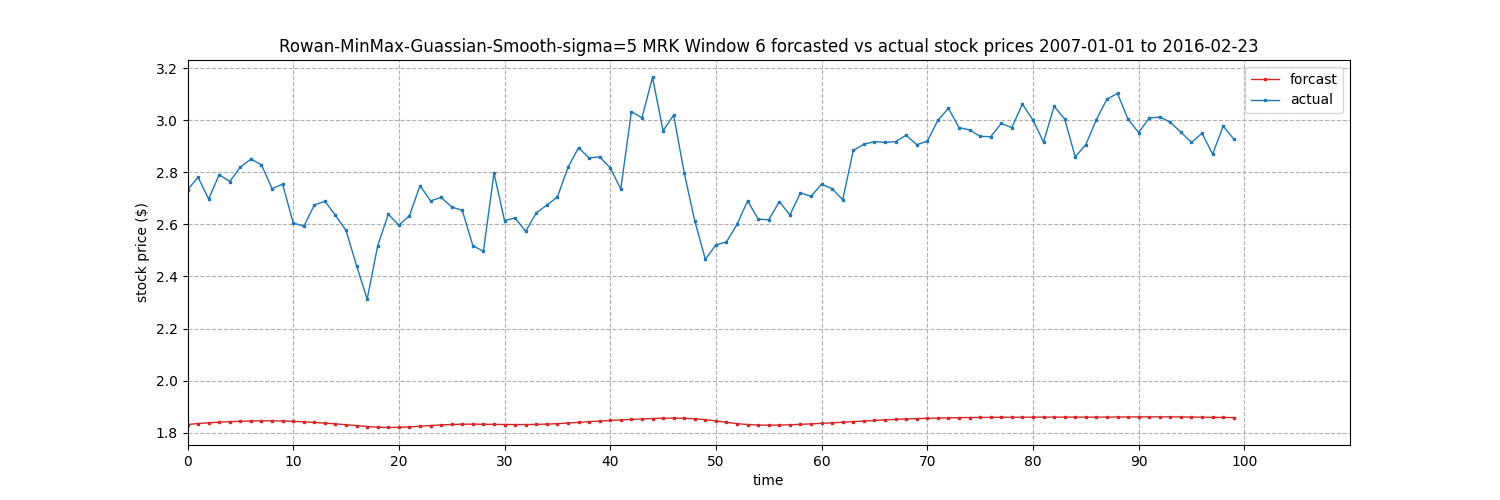 Rowan-MinMax-Guassian-Smooth-sigma=5 MRK Window 6 forcasted vs actual stock prices 2007-01-01 to 2016-02-23
forcast
actual
stock price ($)
3.2
3.0
2.8
2.6
2.4
2.2
2.0
1.8
0 10 20 30 40 50 60 70 80 90 100
time